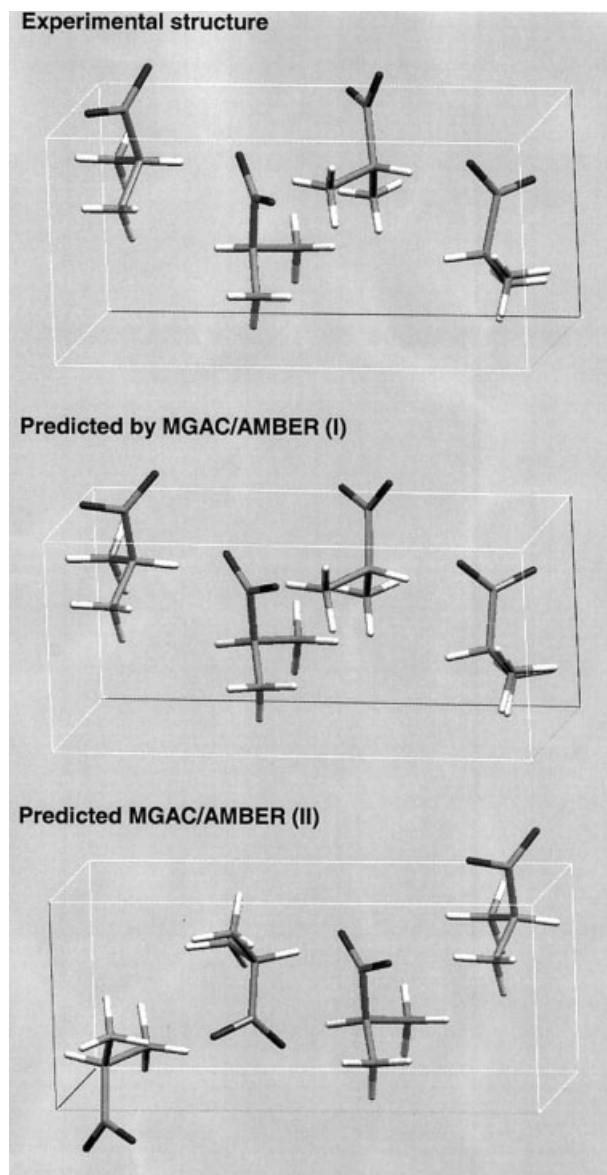 Experimental structure
Predicted by MGAC/AMBER (I)
Predicted MGAC/AMBER (II)